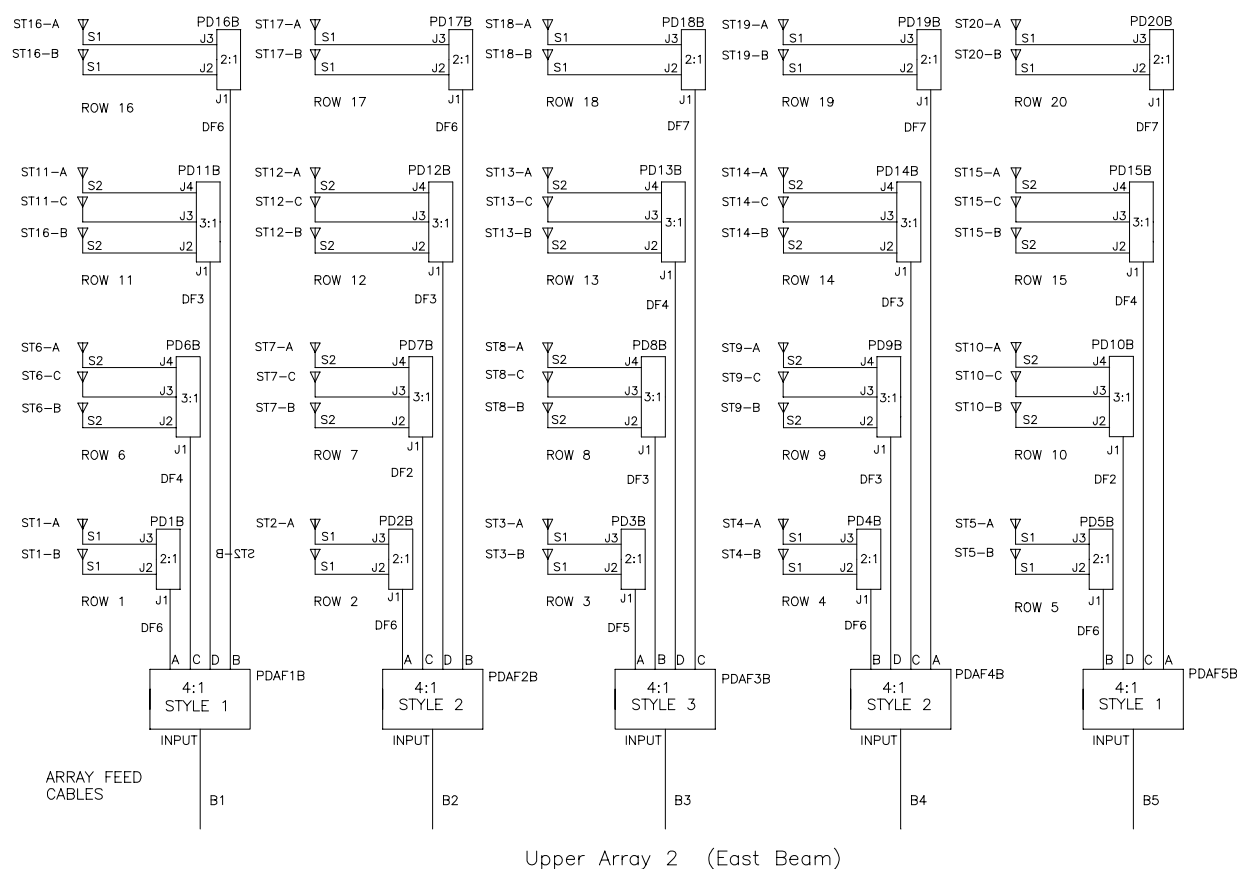 ST16-A PD16B ST17-A PD17B ST18-A PD18B ST19-A PD19B ST20-A PD20B
S1 J3 S1 J3 S1 J3 S1 J3 S1 J3
ST16-B 2:1 ST17-B 2:1 ST18-B 2:1 ST19-B 2:1 ST20-B 2:1
S1 J2 S1 J2 S1 J2 S1 J2 S1 J2
ROW 16 J1 ROW 17 J1 ROW 18 J1 ROW 19 J1 ROW 20 J1
DF6 DF6 DF7 DF7 DF7
ST11-A PD11B ST12-A PD12B ST13-A PD13B ST14-A PD14B ST15-A PD15B
S2 J4 S2 J4 S2 J4 S2 J4 S2 J4
ST11-C J3 ST12-C J3 ST13-C J3 ST14-C J3 ST15-C J3
3:1 3:1 3:1 3:1 3:1
ST16-B ST12-B ST13-B ST14-B ST15-B
S2 J2 S2 J2 S2 J2 S2 J2 S2 J2
ROW 11 J1 ROW 12 J1 ROW 13 J1 ROW 14 J1 ROW 15 J1
DF3 DF3 DF4 DF3 DF4
ST6-A PD6B ST7-A PD7B ST8-A PD8B ST9-A PD9B ST10-A PD10B
S2 J4 S2 J4 S2 J4 S2 J4 S2 J4
ST6-C J3 ST7-C J3 ST8-C J3 ST9-C J3 ST10-C J3
3:1 3:1 3:1 3:1 3:1
ST6-B ST7-B ST8-B ST9-B ST10-B
S2 J2 S2 J2 S2 J2 S2 J2 S2 J2
ROW 6 J1 ROW 7 J1 ROW 8 J1 ROW 9 J1 ROW 10 J1
DF4 DF2 DF3 DF3 DF2
ST1-A PD1B ST2-A PD2B ST3-A PD3B ST4-A PD4B ST5-A PD5B
S1 J3 S1 J3 S1 J3 S1 J3 S1 J3
ST1-B 2:1 ST2-B 2:1 ST3-B 2:1 ST4-B 2:1 ST5-B 2:1
S1 J2 S1 J2 S1 J2 S1 J2 S1 J2
ROW 1 J1 ROW 2 J1 ROW 3 J1 ROW 4 J1 ROW 5 J1
DF6 DF6 DF5 DF6 DF6
A C D B A C D B A B D C B D C A B D C A
PDAF1B PDAF2B PDAF3B PDAF4B PDAF5B
4:1 4:1 4:1 4:1 4:1
STYLE 1 STYLE 2 STYLE 3 STYLE 2 STYLE 1
INPUT INPUT INPUT INPUT INPUT
ARRAY FEED
CABLES
B1 B2 B3 B4 B5
Upper Array 2 (East Beam)